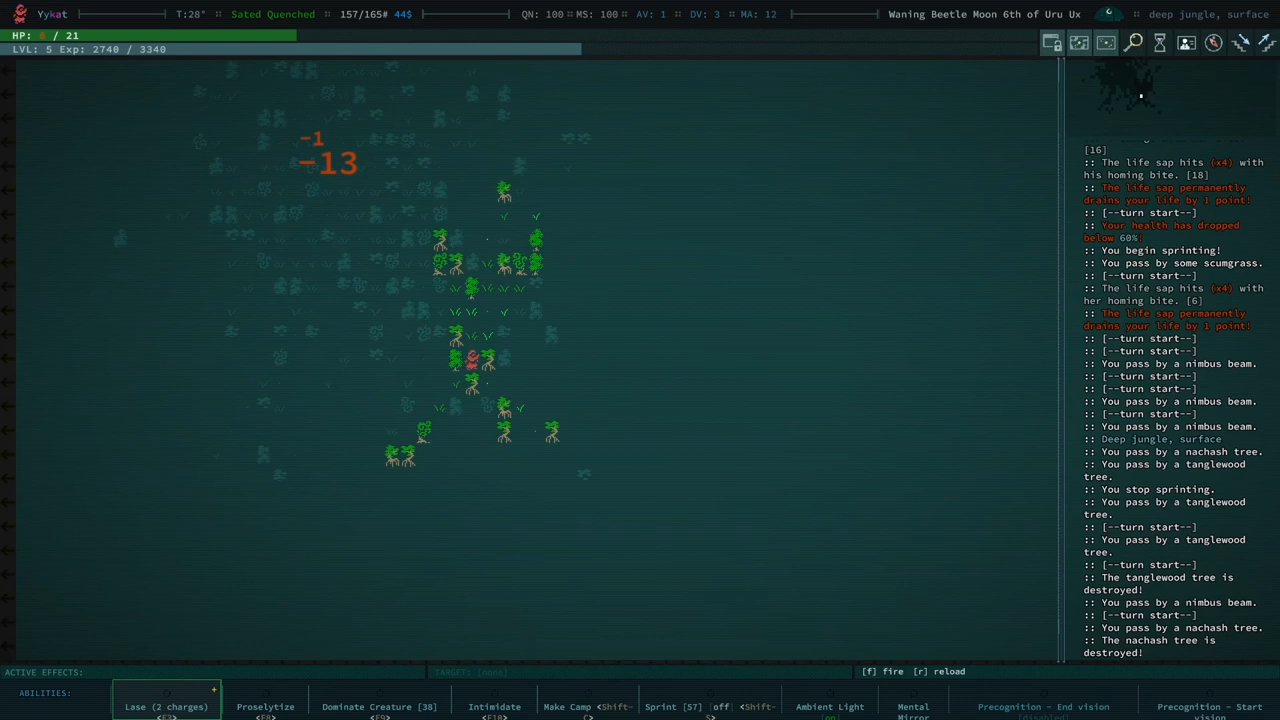 Yykat T:28° Sated Quenched 157/165# 44$ QN: 100 MS: 100 AV: 1 DV: 3 MA: 12 Waning Beetle Moon 6th of Uru Ux deep jungle, surface
HP: / 21
LVL: 5 Exp: 2740 / 3340
-1
-13
[16]
:: The life sap hits (x4) with
his homing bite. [18]
:: The life sap permanently
drains your life by 1 point!
:: [--turn start--]
:: Your health has dropped
below 60%!
:: You begin sprinting!
:: You pass by some scumgrass.
:: [--turn start--]
:: The life sap hits (x4) with
her homing bite. [6]
:: The life sap permanently
drains your life by 1 point!
:: [--turn start--]
:: [--turn start--]
:: You pass by a nimbus beam.
:: [--turn start--]
:: [--turn start--]
:: You pass by a nimbus beam.
:: [--turn start--]
:: You pass by a nimbus beam.
:: Deep jungle, surface
:: You pass by a nachash tree.
:: You pass by a tanglewood
tree.
:: You stop sprinting.
:: You pass by a tanglewood
tree.
:: [--turn start--]
:: You pass by a tanglewood
tree.
:: [--turn start--]
:: The tanglewood tree is
destroyed!
:: You pass by a nimbus beam.
:: [--turn start--]
:: You pass by a nachash tree.
:: The nachash tree is
destroyed!
ACTIVE EFFECTS: TARGET: [none] [f] fire [r] reload
ABILITIES: Lase (2 charges) Proselytize Dominate Creature [38] Intimidate Make Camp <Shift- Sprint [57] [off] <Shift- Ambient Light Mental Precognition - End vision Precognition - Start
<F3> <F8> <F9> <F10> C> S> [on] Mirror [disabled] vision